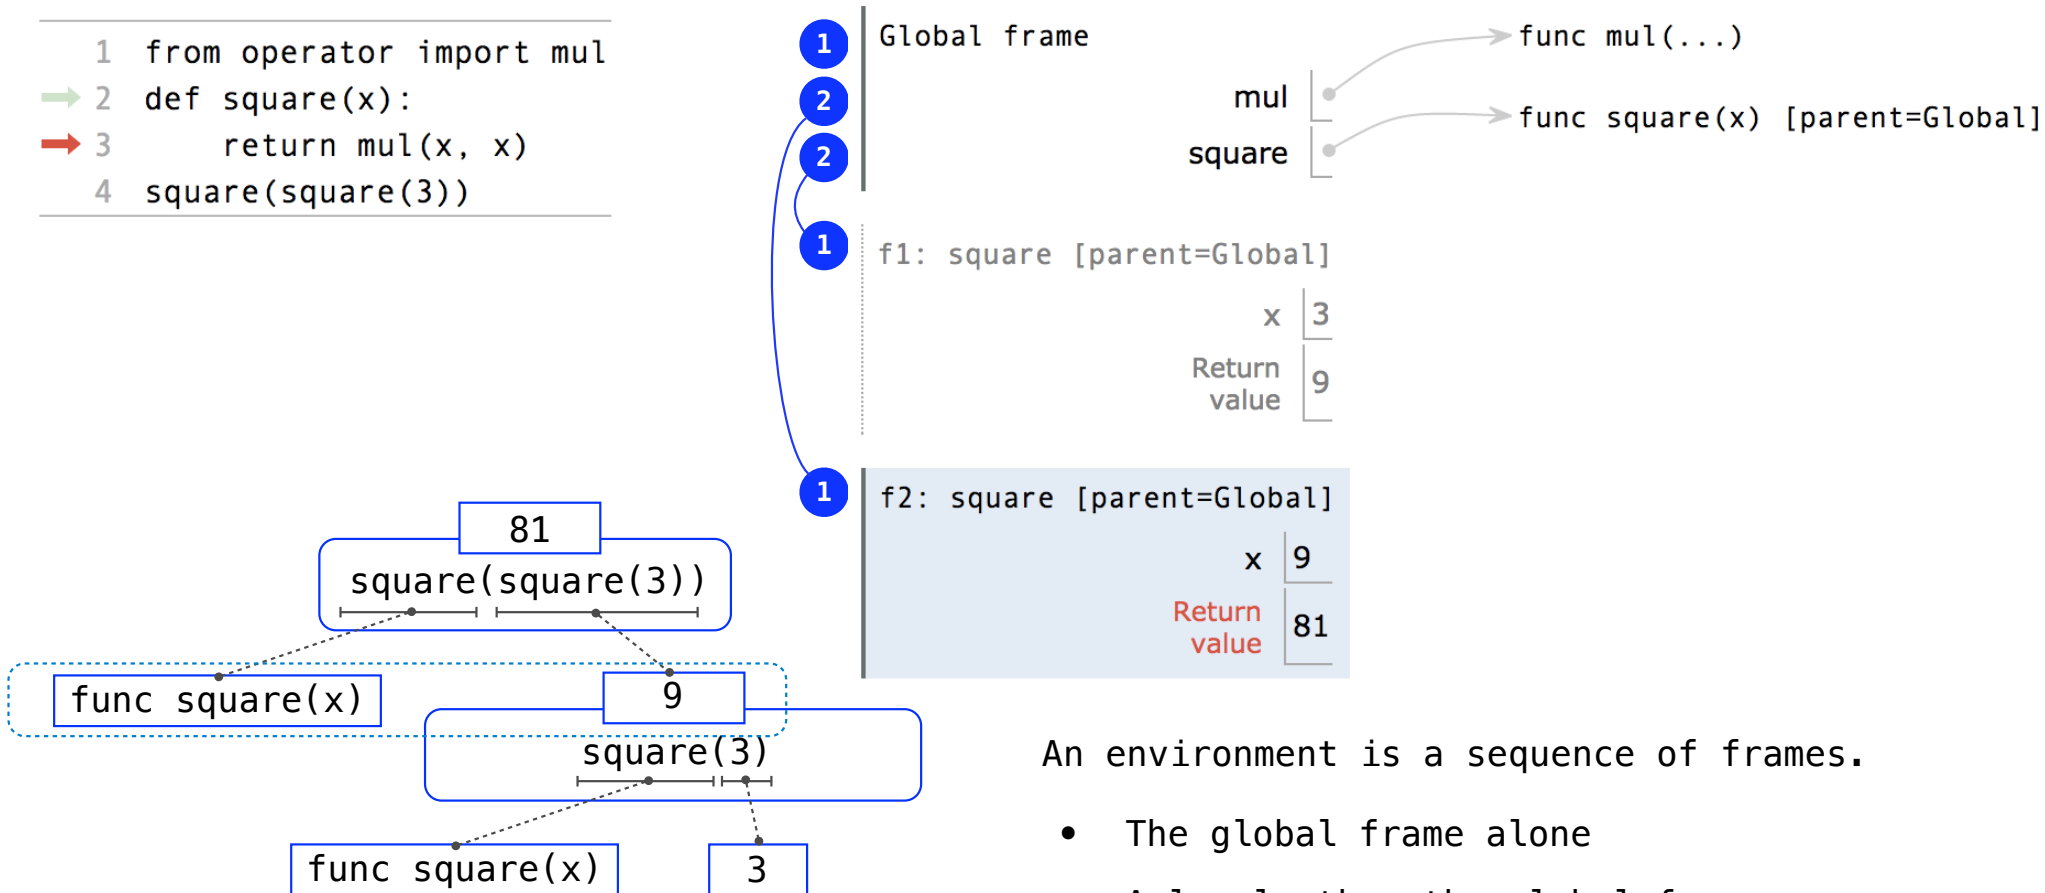 1 from operator import mul
2 def square(x):
3 return mul(x, x)
4 square(square(3))
1 Global frame
2 mul
2 square
func mul(...)
func square(x) [parent=Global]
1 f1: square [parent=Global]
x 3
Return
value 9
1 f2: square [parent=Global]
x 9
Return
value 81
81
square(square(3))
func square(x)
9
square(3)
func square(x)
3
An environment is a sequence of frames.
• The global frame alone